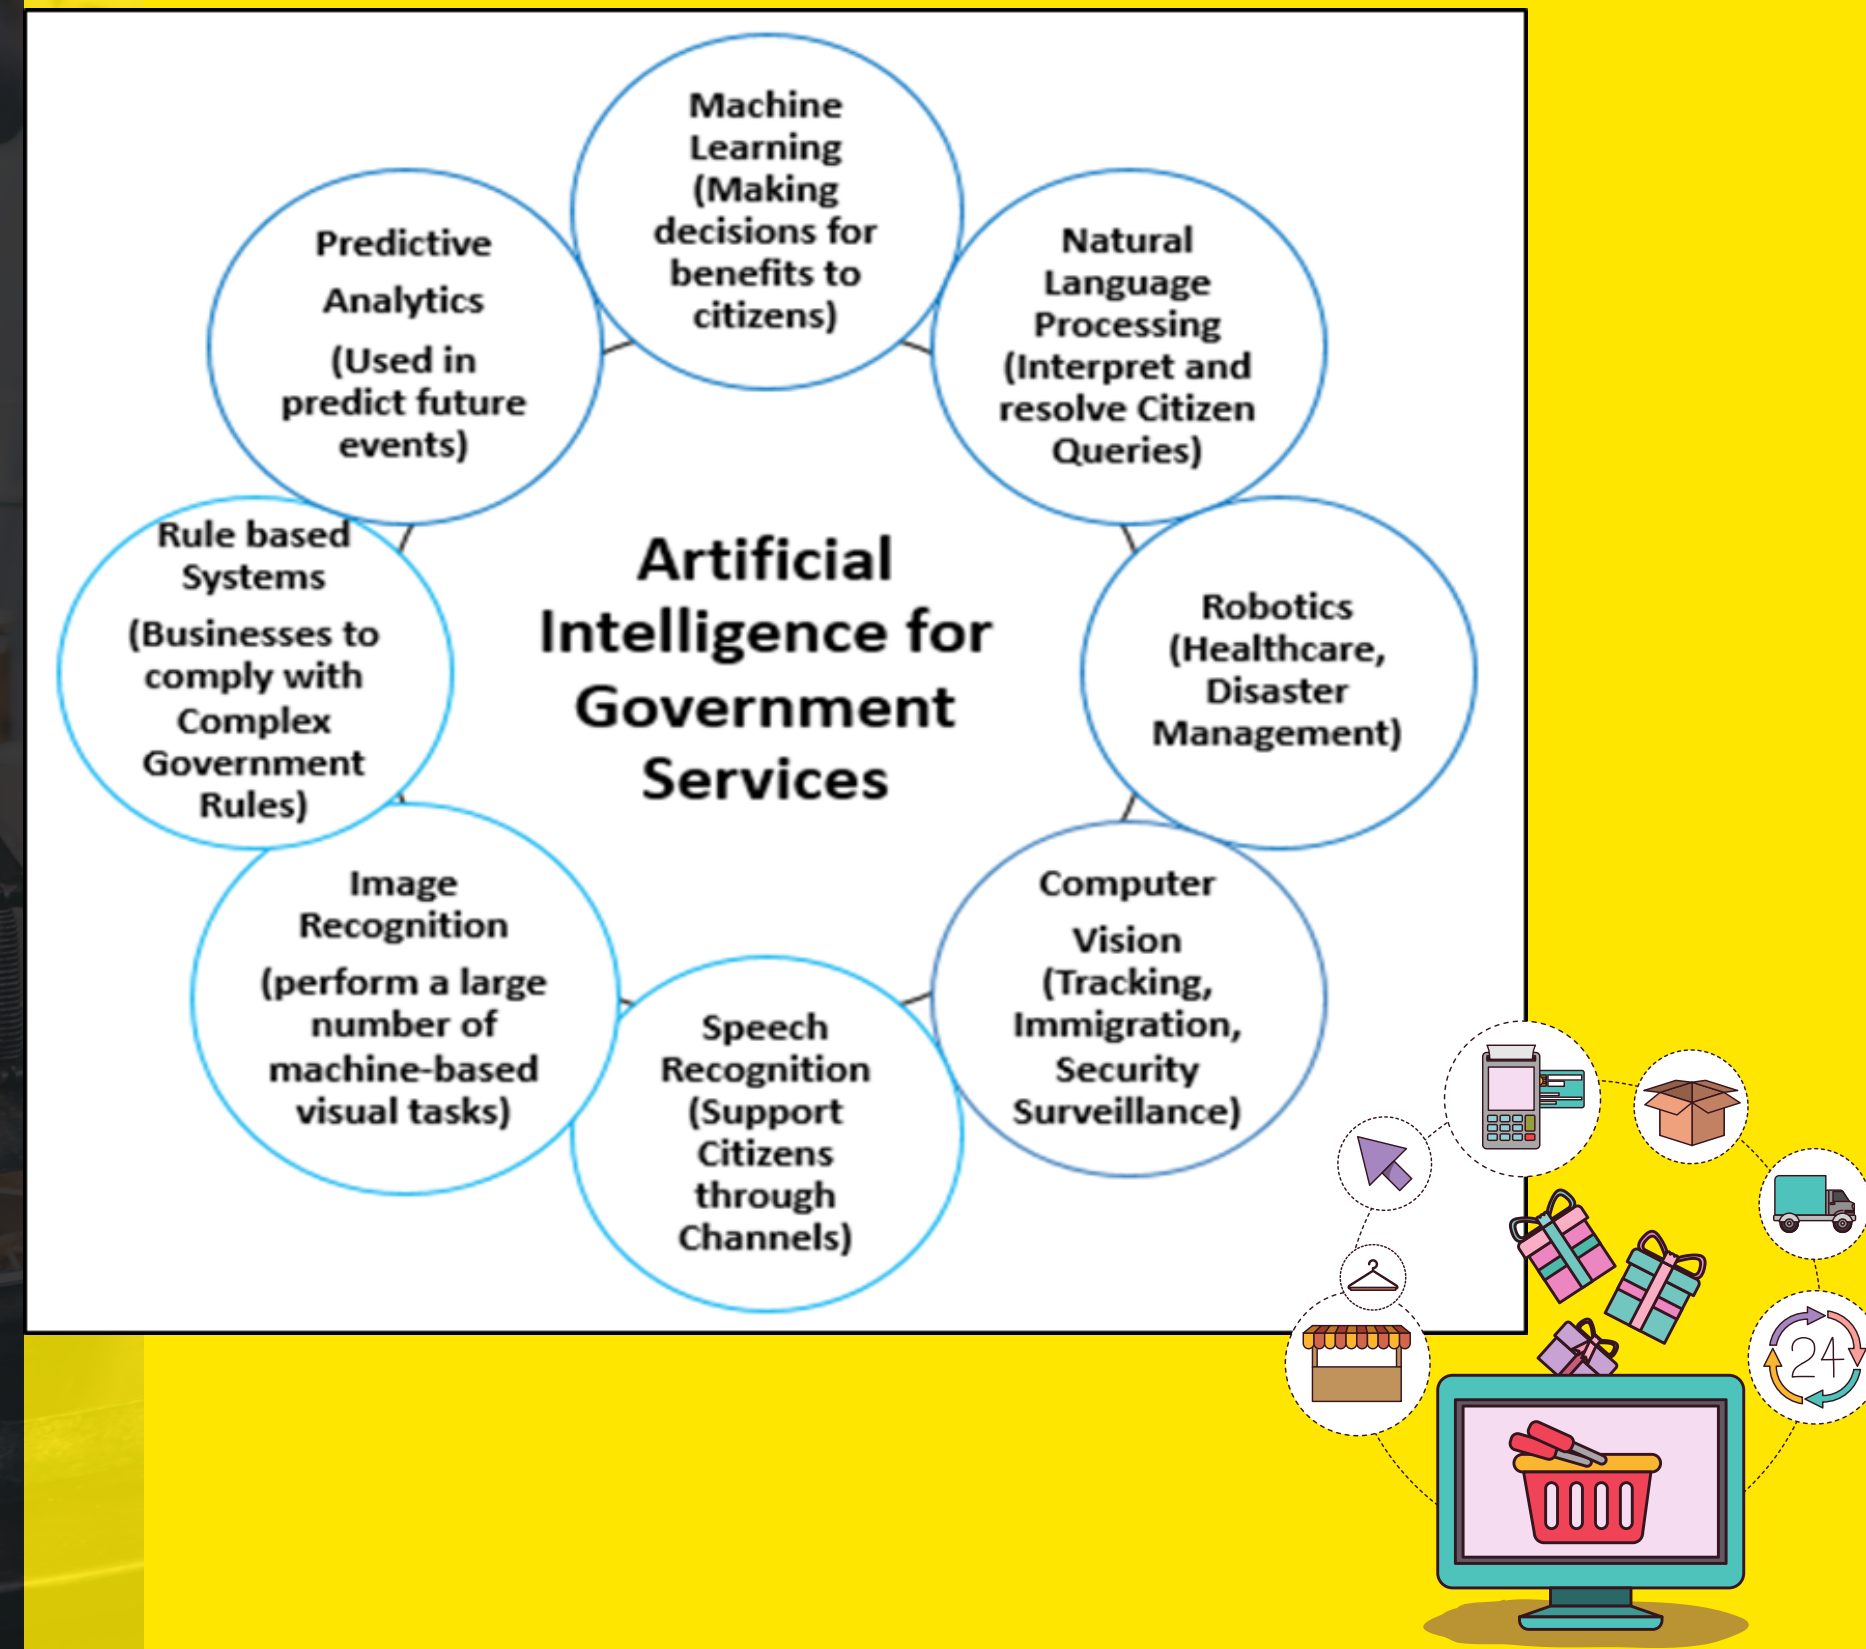 Machine
Learning
(Making
decisions for
benefits to
citizens)
Natural
Language
Processing
(Interpret and
resolve Citizen
Queries)
Robotics
(Healthcare,
Disaster
Management)
Computer
Vision
(Tracking,
Immigration,
Security
Surveillance)
Speech
Recognition
(Support
Citizens
through
Channels)
Image
Recognition
(perform a large
number of
machine-based
visual tasks)
Rule based
Systems
(Businesses to
comply with
Complex
Government
Rules)
Predictive
Analytics
(Used in
predict future
events)
Artificial
Intelligence for
Government
Services
24